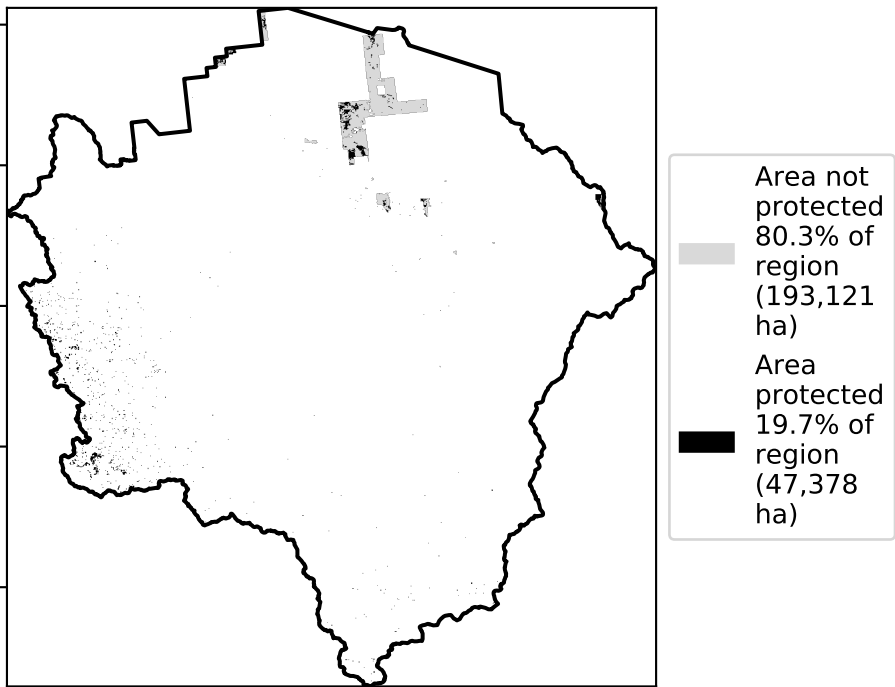 Area not
protected
80.3% of
region
(193,121
ha)
Area
protected
19.7% of
region
(47,378
ha)